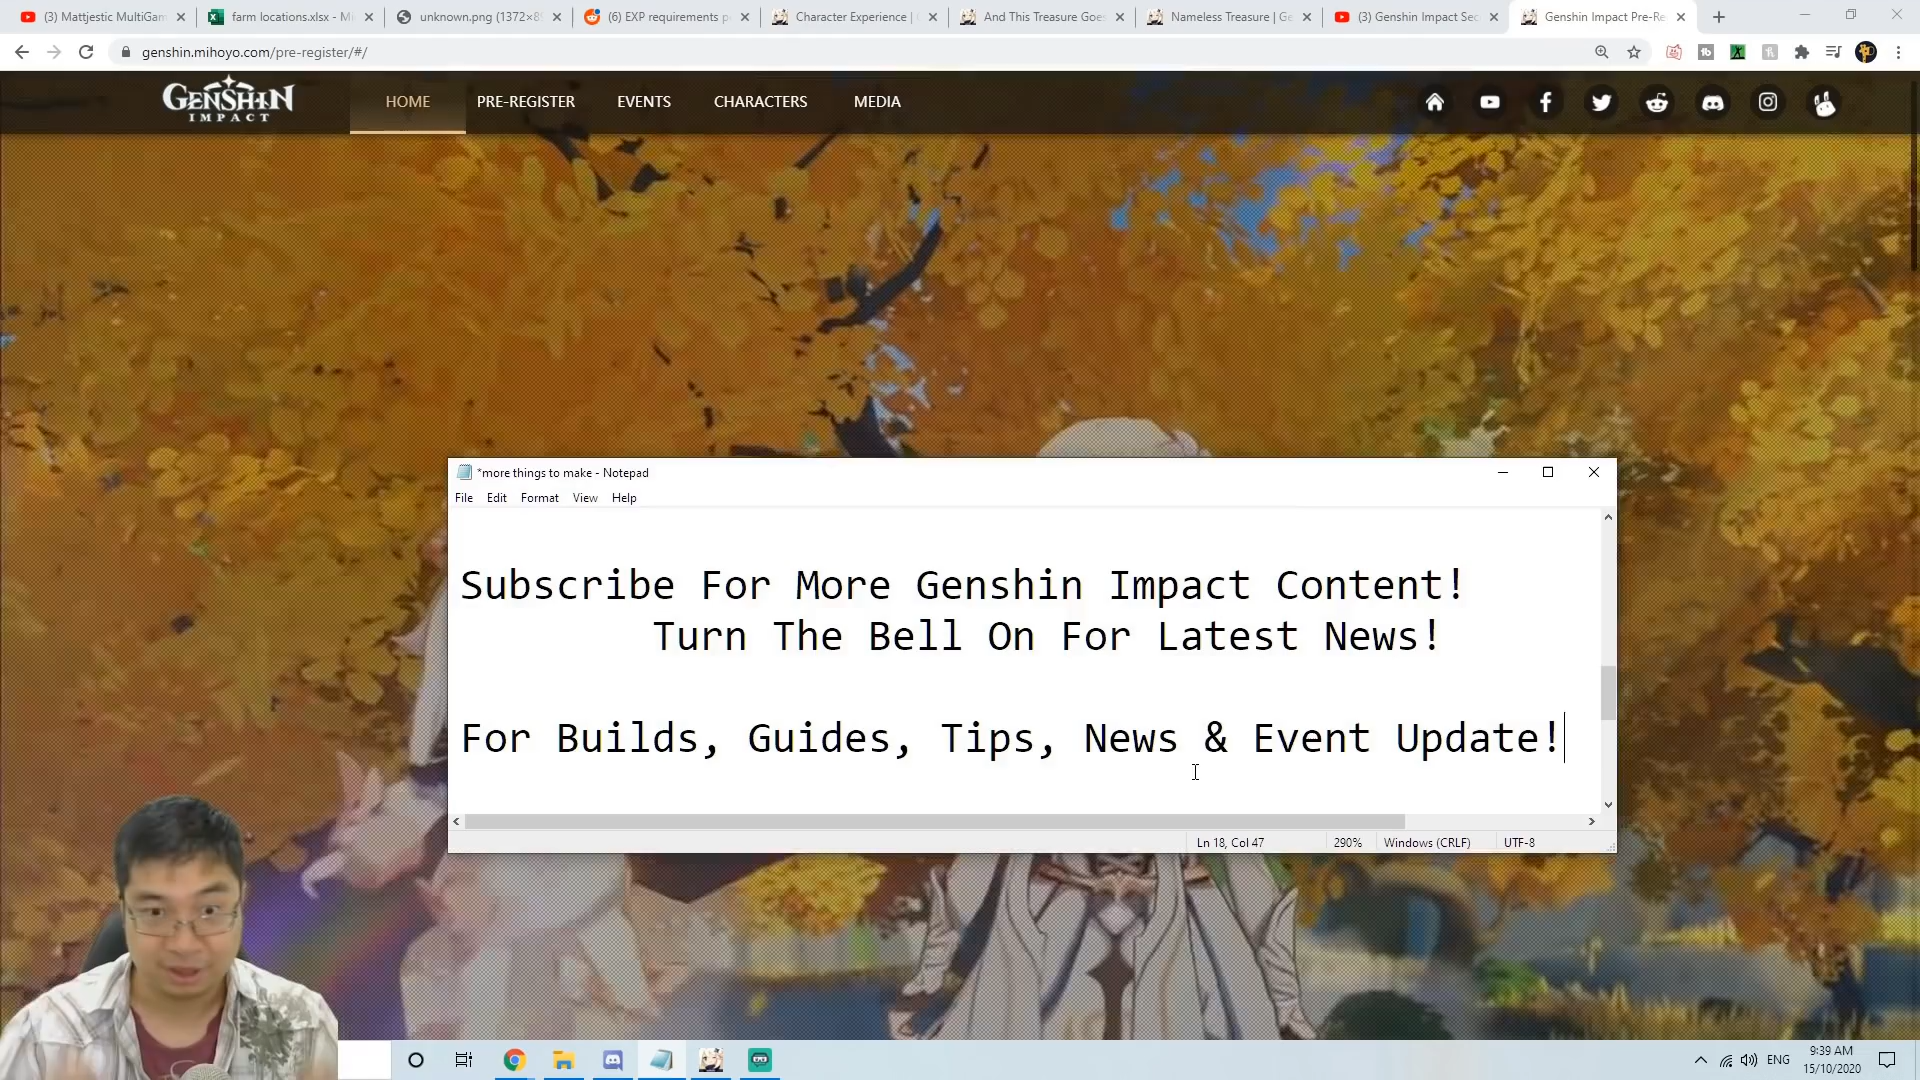 (3) Mattjestic MultiGam
farm locations.xlsx - Mi
unknown.png (1372×89
(6) EXP requirements p
Character Experience |
And This Treasure Goes
Nameless Treasure | Ge
(3) Genshin Impact Sec
Genshin Impact Pre-Re
genshin.mihoyo.com/pre-register/#/
GENSHIN
IMPACT
HOME
PRE-REGISTER
EVENTS
CHARACTERS
MEDIA
*more things to make - Notepad
File Edit Format View Help
Subscribe For More Genshin Impact Content!
Turn The Bell On For Latest News!
For Builds, Guides, Tips, News & Event Update!
Ln 18, Col 47
290%
Windows (CRLF)
UTF-8
ENG
9:39 AM
15/10/2020